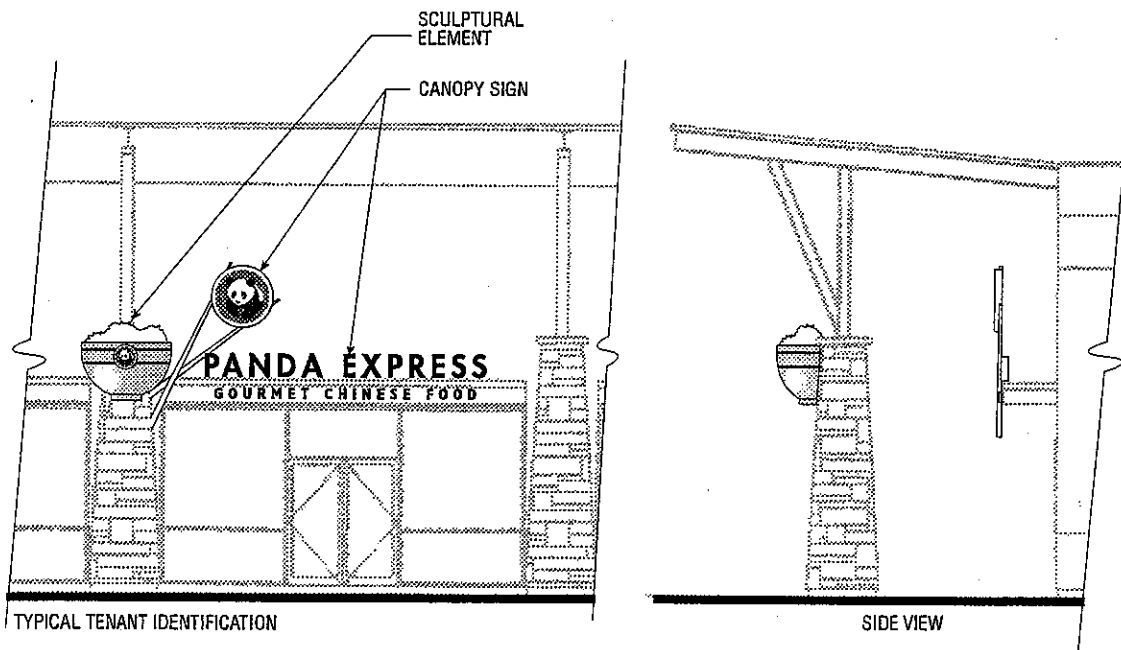 SCULPTURAL
ELEMENT
CANOPY SIGN
PANDA EXPRESS
GOURMET CHINESE FOOD
TYPICAL TENANT IDENTIFICATION
SIDE VIEW